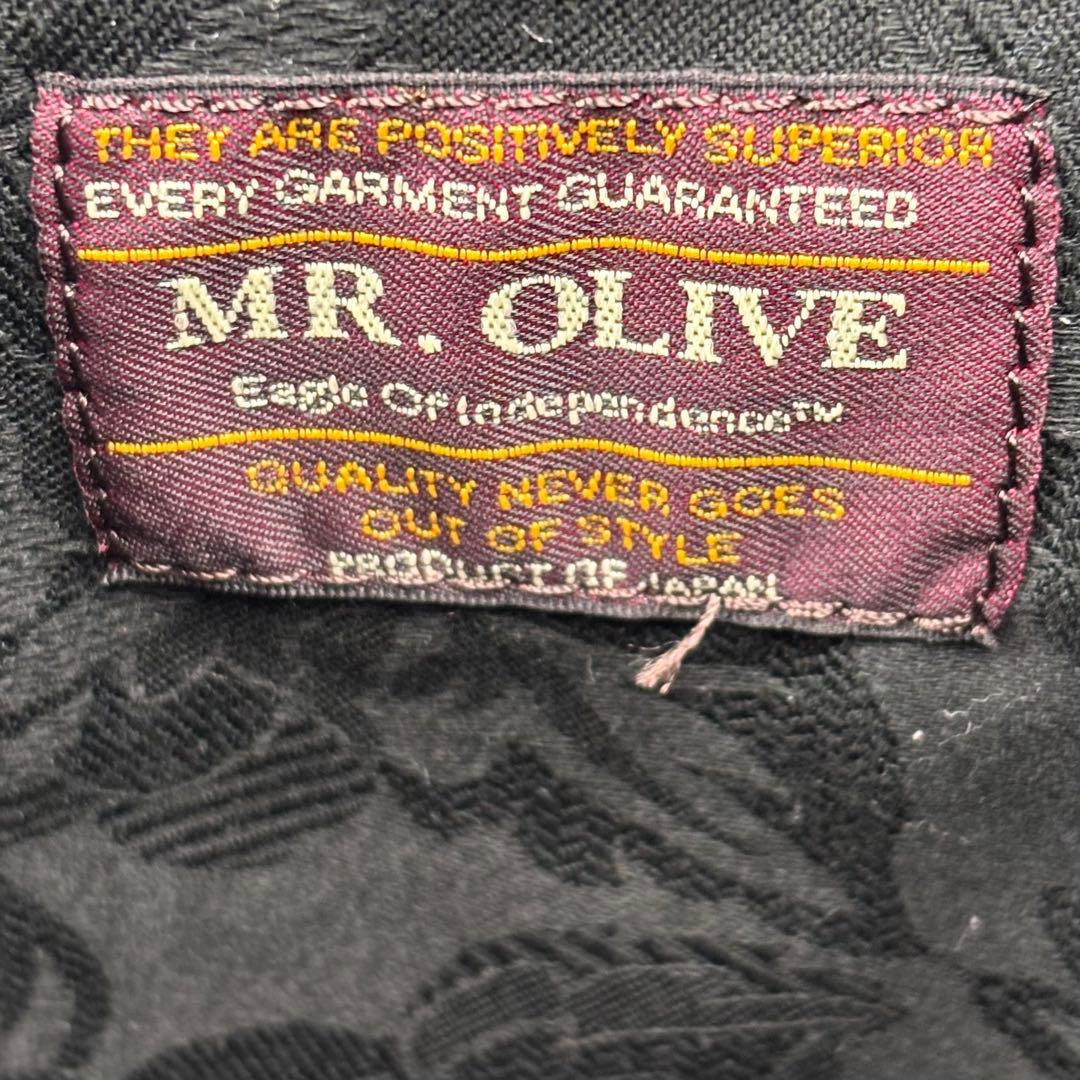 THEY ARE POSITIVELY SUPERIOR
EVERY GARMENT GUARANTEED
MR. OLIVE
Eagle Of Independence™
QUALITY NEVER GOES
OUT OF STYLE
PRODUCT OF JAPAN